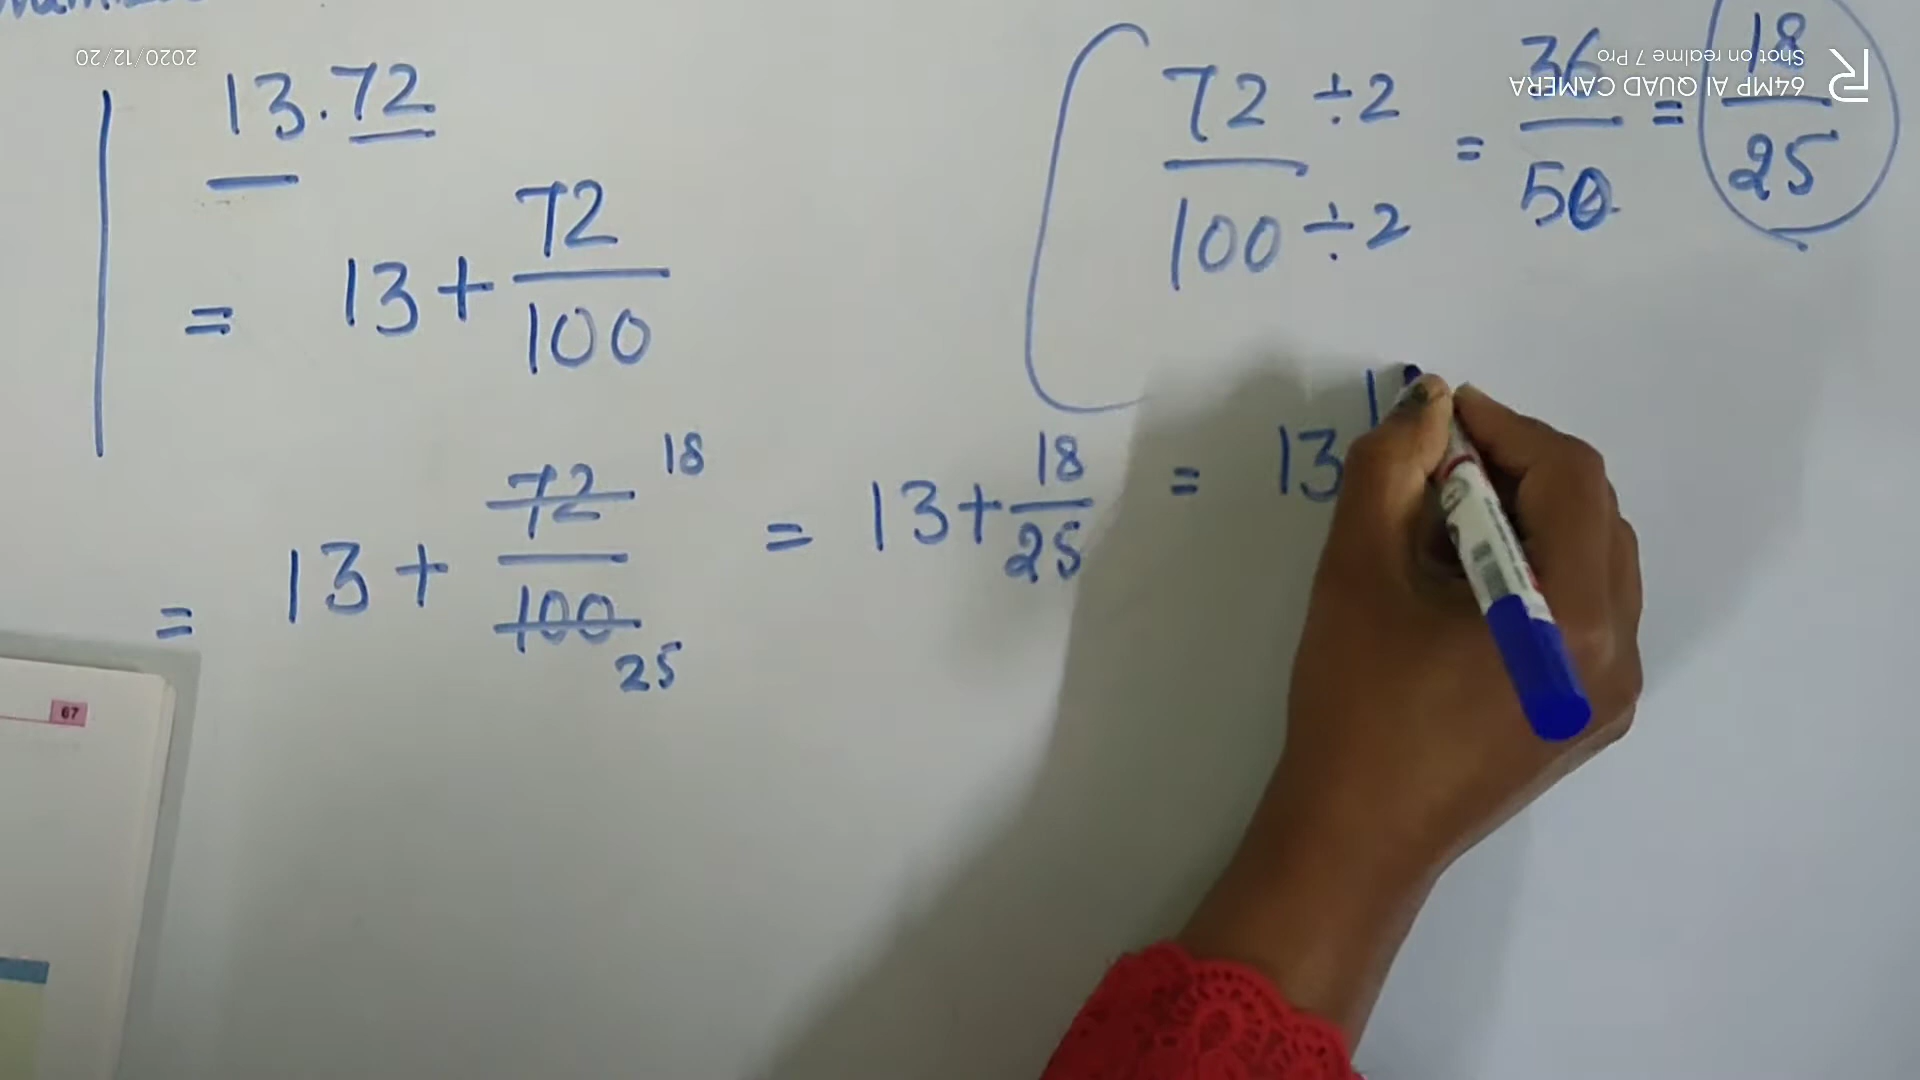 2020/12/20
64MP AI QUAD CAMERA
Shot on realme 7 Pro
13.72
= 13 + 72/100
72 ÷2 / 100 ÷2 = 36/50 = 18/25
= 13 + 72/100 18 25 = 13 + 18/25 = 13 1
67